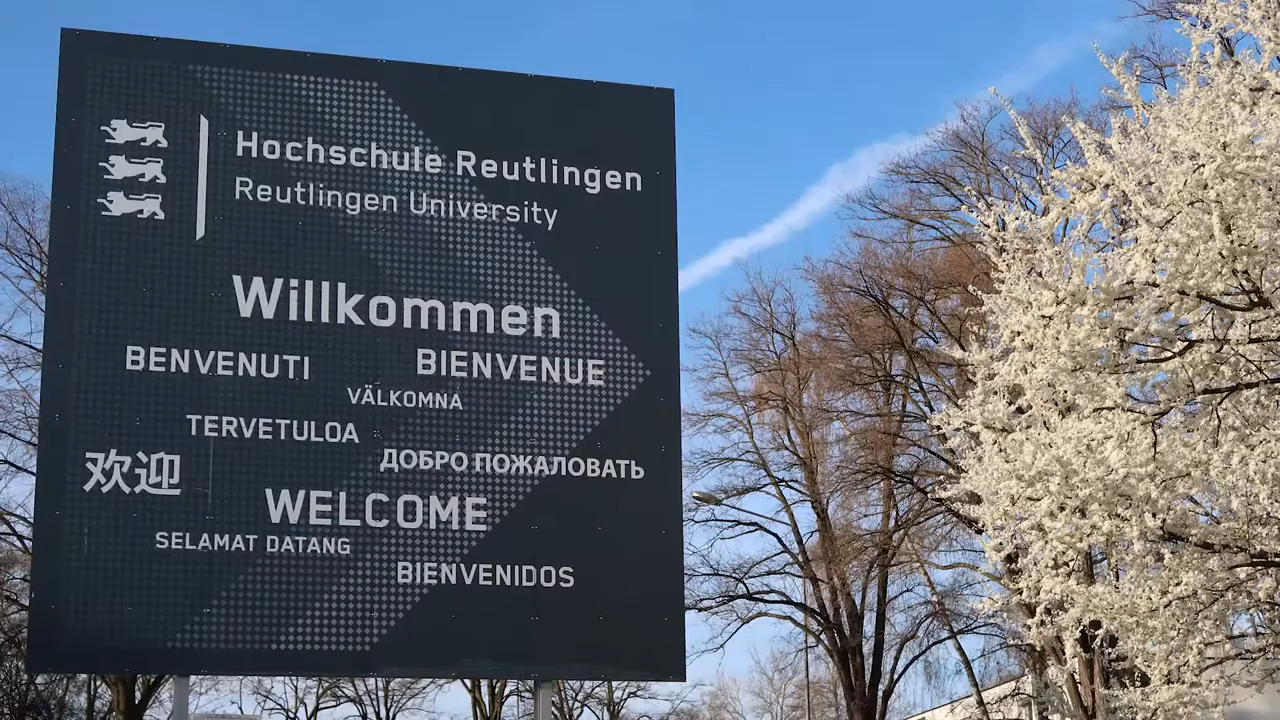 Hochschule Reutlingen
Reutlingen University
Willkommen
BENVENUTI
BIENVENUE
VÄLKOMNA
TERVETULOA
ДОБРО ПОЖАЛОВАТЬ
欢迎
WELCOME
SELAMAT DATANG
BIENVENIDOS